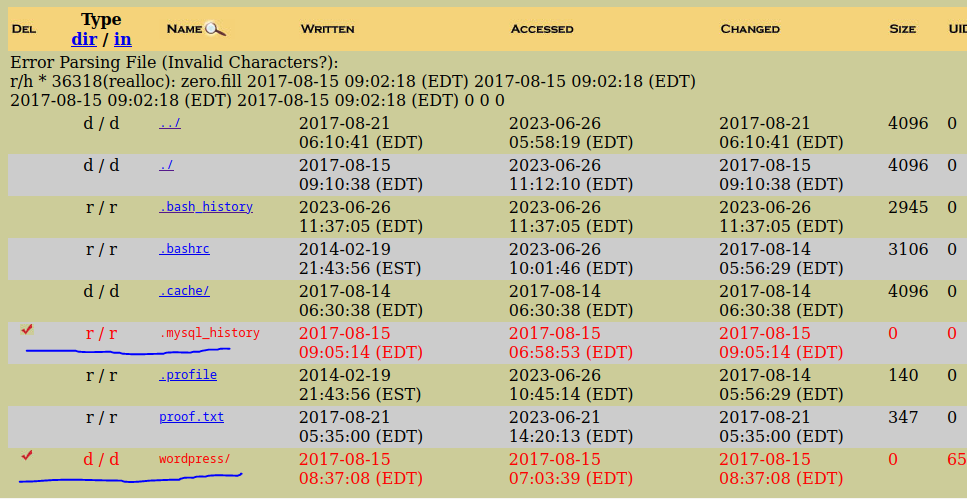 DEL Type dir / in NAME WRITTEN ACCESSED CHANGED SIZE UID
Error Parsing File (Invalid Characters?):
r/h * 36318(realloc): zero.fill 2017-08-15 09:02:18 (EDT) 2017-08-15 09:02:18 (EDT)
2017-08-15 09:02:18 (EDT) 2017-08-15 09:02:18 (EDT) 0 0 0
d / d ../ 2017-08-21 2023-06-26 2017-08-21 4096 0
06:10:41 (EDT) 05:58:19 (EDT) 06:10:41 (EDT)
d / d ./ 2017-08-15 2023-06-26 2017-08-15 4096 0
09:10:38 (EDT) 11:12:10 (EDT) 09:10:38 (EDT)
r / r .bash_history 2023-06-26 2023-06-26 2023-06-26 2945 0
11:37:05 (EDT) 11:37:05 (EDT) 11:37:05 (EDT)
r / r .bashrc 2014-02-19 2023-06-26 2017-08-14 3106 0
21:43:56 (EST) 10:01:46 (EDT) 05:56:29 (EDT)
d / d .cache/ 2017-08-14 2017-08-14 2017-08-14 4096 0
06:30:38 (EDT) 06:30:38 (EDT) 06:30:38 (EDT)
r / r .mysql_history 2017-08-15 2017-08-15 2017-08-15 0 0
09:05:14 (EDT) 06:58:53 (EDT) 09:05:14 (EDT)
r / r .profile 2014-02-19 2023-06-26 2017-08-14 140 0
21:43:56 (EST) 10:45:14 (EDT) 05:56:29 (EDT)
r / r proof.txt 2017-08-21 2023-06-21 2017-08-21 347 0
05:35:00 (EDT) 14:20:13 (EDT) 05:35:00 (EDT)
d / d wordpress/ 2017-08-15 2017-08-15 2017-08-15 0 65
08:37:08 (EDT) 07:03:39 (EDT) 08:37:08 (EDT)